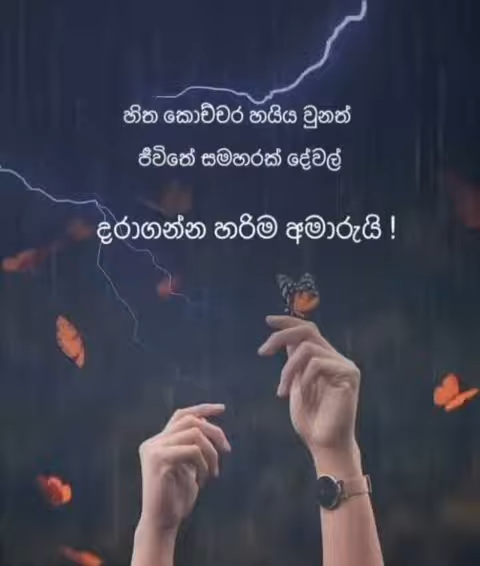 හිත කොච්චර හයිය වුනත්
ජීවිතේ සමහරක් දේවල්
දරාගන්න හරිම අමාරුයි !